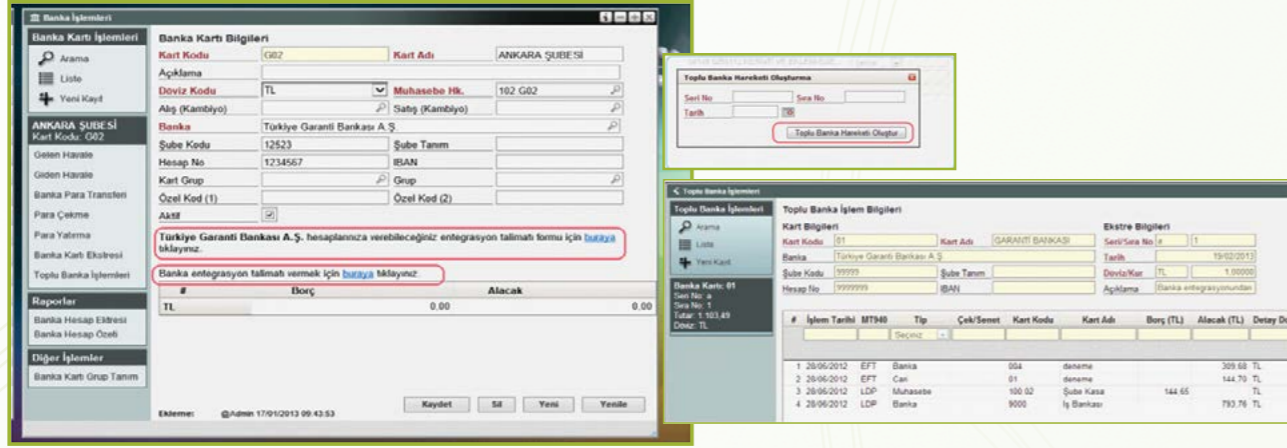 Banka İşlemleri
Banka Kartı İşlemleri
Arama
Liste
Yeni Kayıt
ANKARA ŞUBESİ
Kart Kodu: G02
Gelen Havale
Giden Havale
Banka Para Transferi
Para Çekme
Para Yatırma
Banka Kartı Ekstresi
Toplu Banka İşlemleri
Raporlar
Banka Hesap Ektresi
Banka Hesap Özeti
Diğer İşlemler
Banka Kartı Grup Tanım
Banka Kartı Bilgileri
Kart Kodu G02 Kart Adı ANKARA ŞUBESİ
Açıklama
Döviz Kodu TL Muhasebe Hk. 102 G02
Alış (Kambiyo) Satış (Kambiyo)
Banka Türkiye Garanti Bankası A.Ş.
Şube Kodu 12523 Şube Tanım
Hesap No 1234567 IBAN
Kart Grup Grup
Özel Kod (1) Özel Kod (2)
Aktif
Türkiye Garanti Bankası A.Ş. hesaplarınıza verebileceğiniz entegrasyon talimatı formu için buraya
tıklayınız.
Banka entegrasyon talimatı vermek için buraya tıklayınız
# Borç Alacak
TL 0,00 0,00
Ekleme: @Admin 17/01/2013 09:43:53
Kaydet Sil Yeni Yenile
Toplu Banka Hareketi Oluşturma
Seri No Sıra No
Tarih
Toplu Banka Hareketi Oluştur
Toplu Banka İşlemleri
Toplu Banka İşlemleri
Arama
Liste
Yeni Kayıt
Banka Kartı: 01
Seri No: a
Sıra No: 1
Tutar: 1.103,49
Döviz: TL
Toplu Banka İşlem Bilgileri
Kart Bilgileri Ekstre Bilgileri
Kart Kodu 01 Kart Adı GARANTİ BANKASI Seri/Sıra No a 1
Banka Türkiye Garanti Bankası A.Ş. Tarih 19/02/2013
Şube Kodu 99999 Şube Tanım Döviz/Kur TL 1,00000
Hesap No 9999999 IBAN Açıklama Banka entegrasyonundan
# İşlem Tarihi MT940 Tip Çek/Senet Kart Kodu Kart Adı Borç (TL) Alacak (TL) Detay
Seçiniz
1 28/06/2012 EFT Banka 004 deneme 309,68 TL
2 28/06/2012 EFT Cari 01 deneme 144,70 TL
3 28/06/2012 LDP Muhasebe 100 02 Şube Kasa 144,65 TL
4 28/06/2012 LDP Banka 9000 İş Bankası 793,76 TL